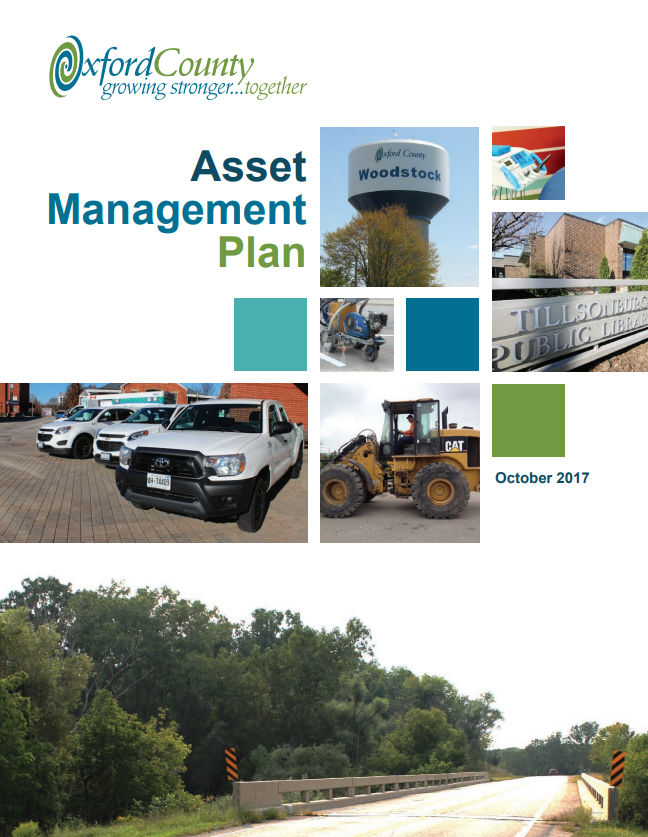 OxfordCounty
growing stronger...together
Asset
Management
Plan
Oxford County
Woodstock
TILLSONBURG
PUBLIC LIBRA
CAT
October 2017